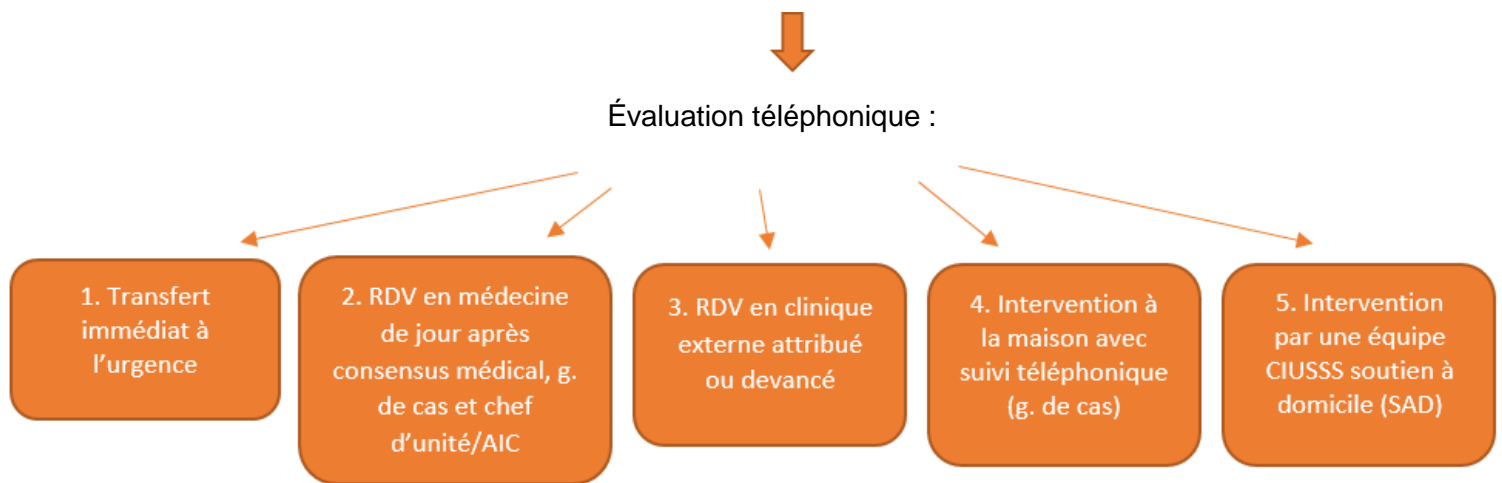 Évaluation téléphonique :
1. Transfert
immédiat à
l'urgence
2. RDV en médecine
de jour après
consensus médical, g.
de cas et chef
d'unité/AIC
3. RDV en clinique
externe attribué
ou devancé
4. Intervention à
la maison avec
suivi téléphonique
(g. de cas)
5. Intervention
par une équipe
CIUSSS soutien à
domicile (SAD)